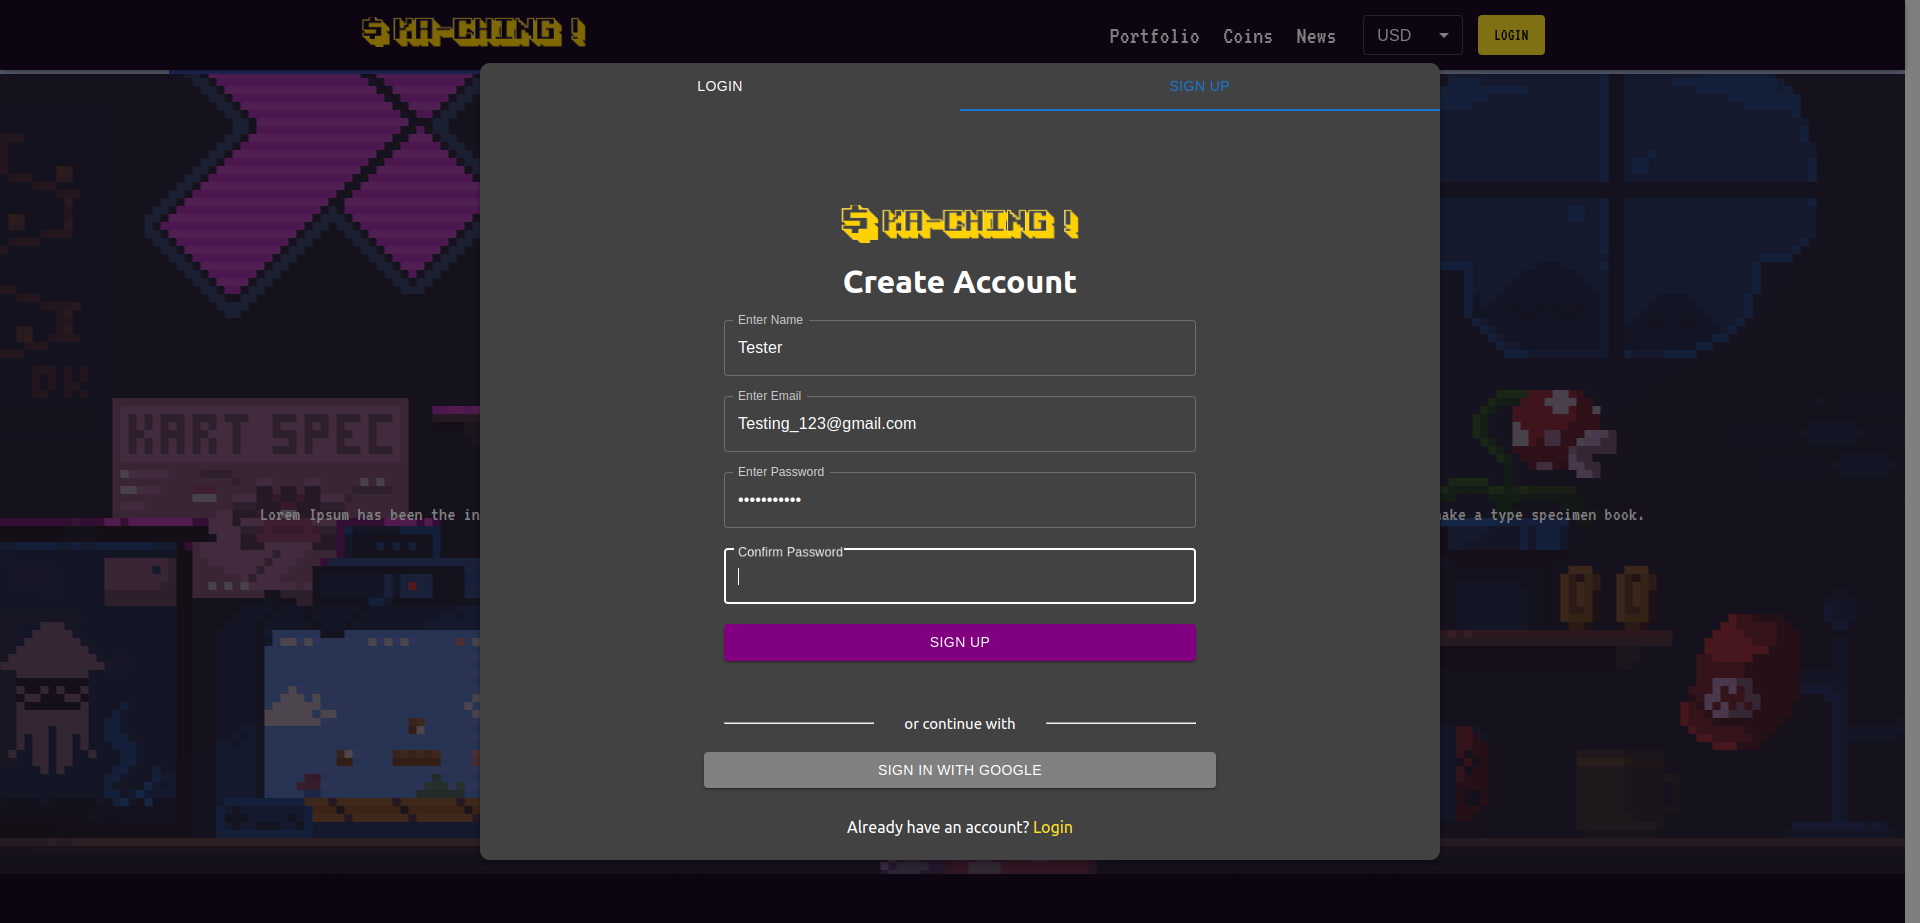 $ KA-CHING !
Portfolio
Coins
News
USD
LOGIN
LOGIN
SIGN UP
$ KA-CHING !
Create Account
Enter Name
Tester
Enter Email
Testing_123@gmail.com
Enter Password
•••••••••••
Confirm Password
SIGN UP
or continue with
SIGN IN WITH GOOGLE
Already have an account? Login
KART SPEC
DK
Lorem Ipsum has been the in
make a type specimen book.